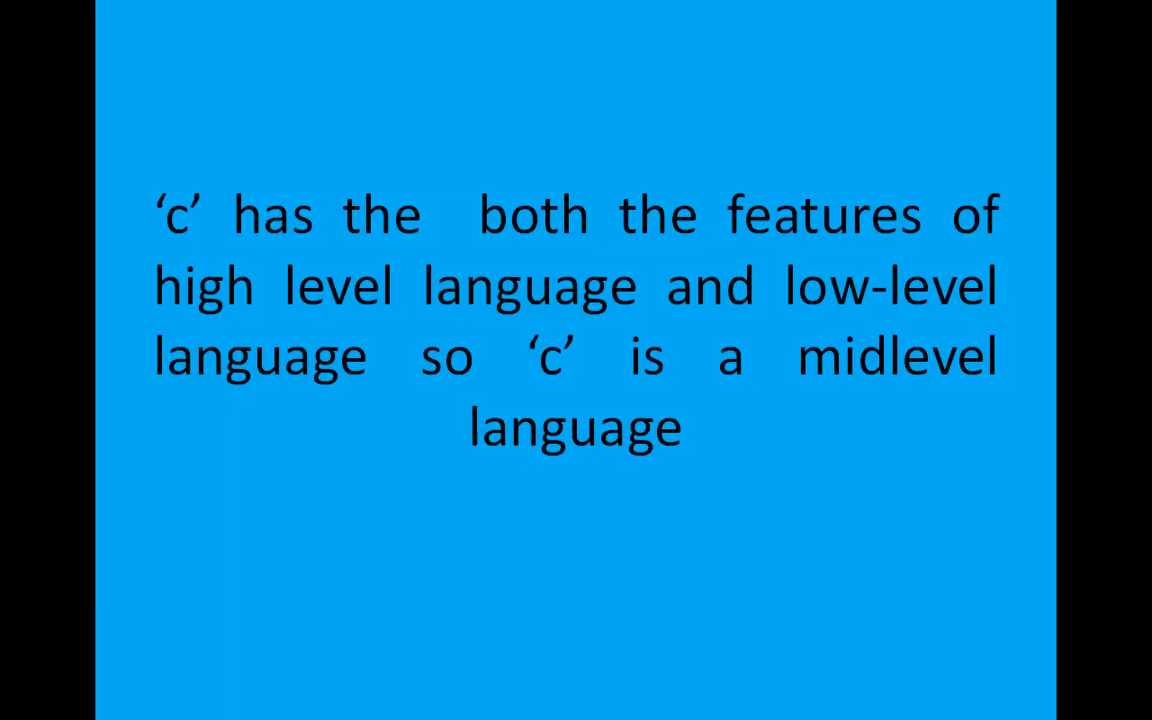 ‘c’ has the both the features of
high level language and low-level
language so ‘c’ is a midlevel
language